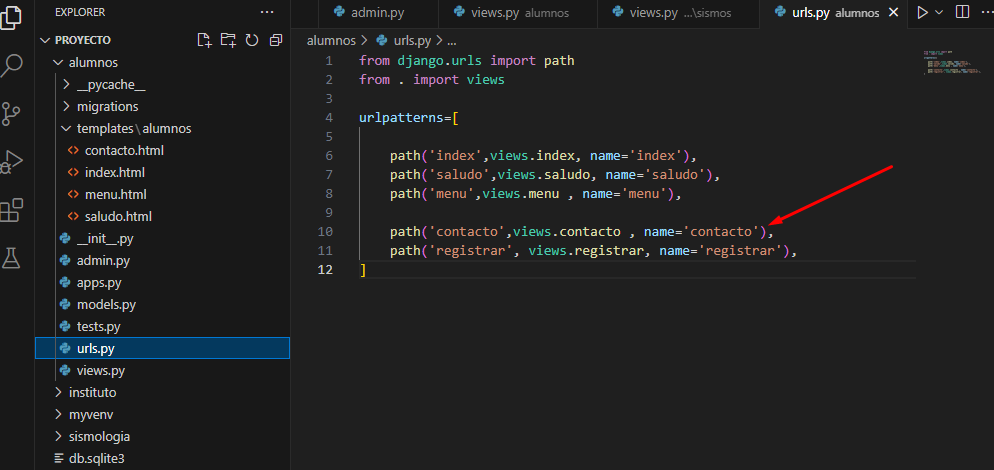 EXPLORER ...
PROYECTO
alumnos
__pycache__
migrations
templates\alumnos
contacto.html
index.html
menu.html
saludo.html
__init__.py
admin.py
apps.py
models.py
tests.py
urls.py
views.py
instituto
myvenv
sismologia
db.sqlite3
admin.py
views.py alumnos
views.py ...\sismos
urls.py alumnos
alumnos > urls.py > ...
1 from django.urls import path
2 from . import views
3
4 urlpatterns=[
5
6 path('index',views.index, name='index'),
7 path('saludo',views.saludo, name='saludo'),
8 path('menu',views.menu , name='menu'),
9
10 path('contacto',views.contacto , name='contacto'),
11 path('registrar', views.registrar, name='registrar'),
12 ]